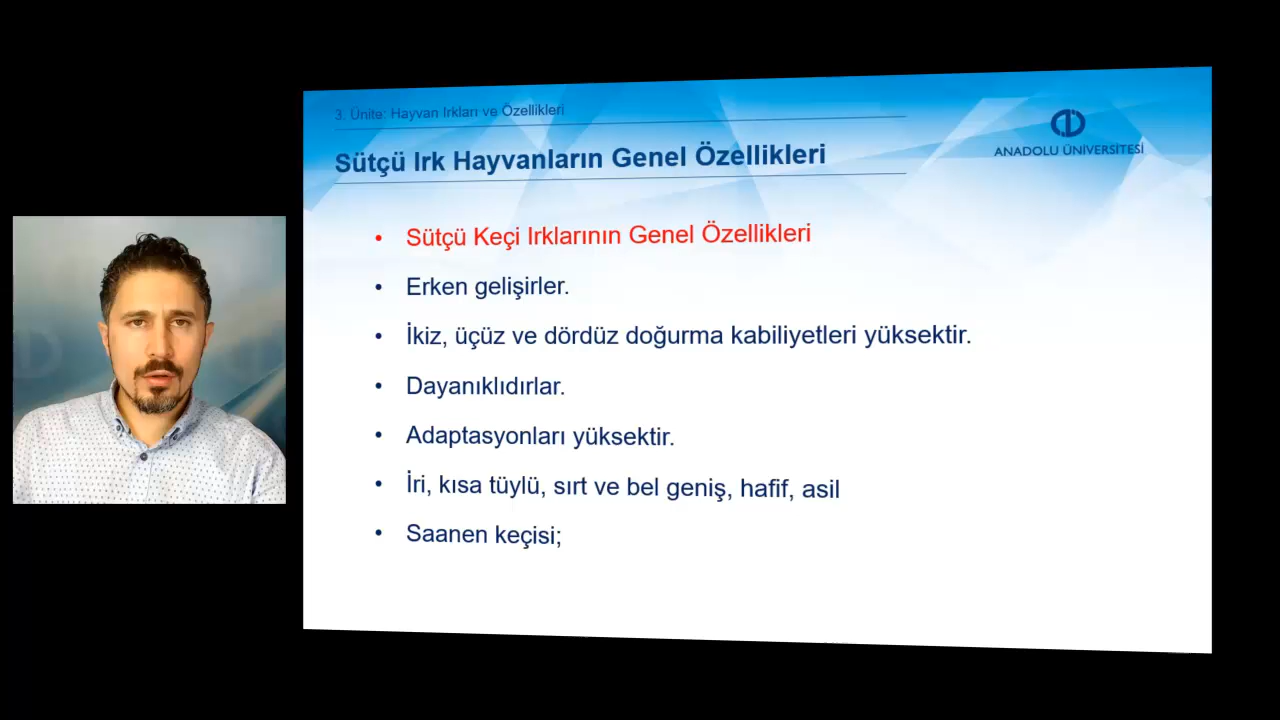 3. Ünite: Hayvan Irkları ve Özellikleri
Sütçü Irk Hayvanların Genel Özellikleri
ANADOLU ÜNİVERSİTESİ
• Sütçü Keçi Irklarının Genel Özellikleri
• Erken gelişirler.
• İkiz, üçüz ve dördüz doğurma kabiliyetleri yüksektir.
• Dayanıklıdırlar.
• Adaptasyonları yüksektir.
• İri, kısa tüylü, sırt ve bel geniş, hafif, asil
• Saanen keçisi;